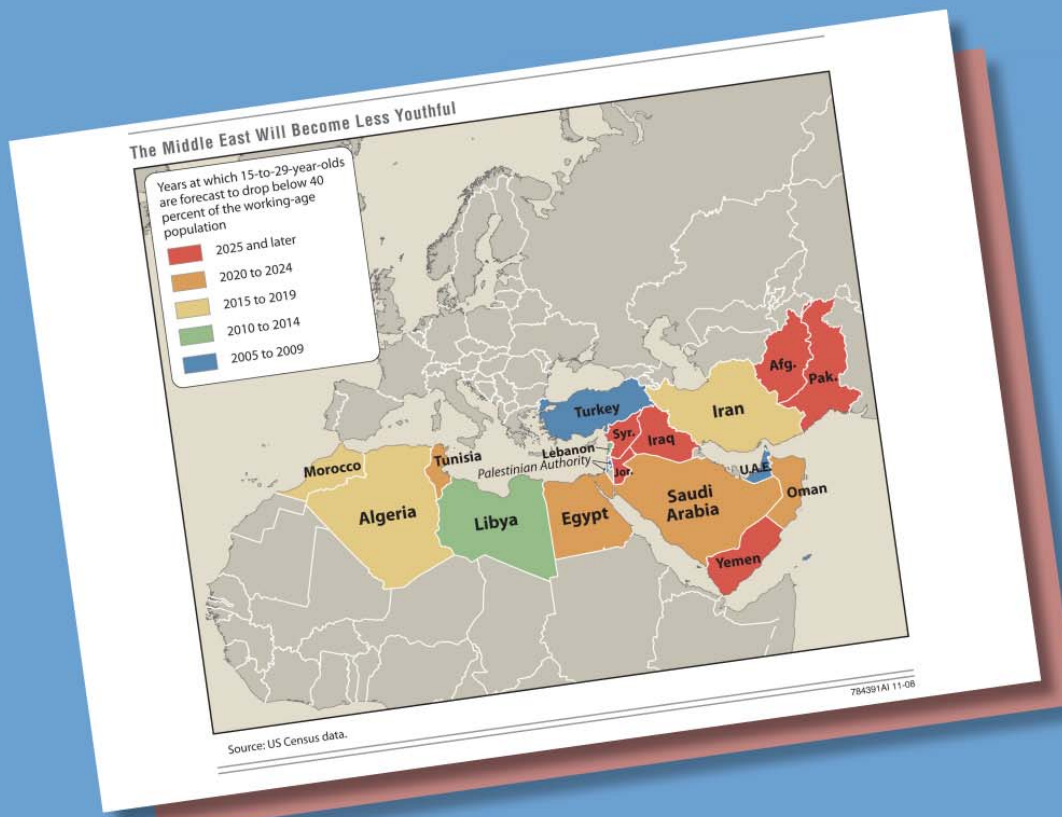 The Middle East Will Become Less Youthful
Years at which 15-to-29-year-olds
are forecast to drop below 40
percent of the working-age
population
2025 and later
2020 to 2024
2015 to 2019
2010 to 2014
2005 to 2009
Afg.
Pak.
Iran
Turkey
Syr.
Iraq
Lebanon
Palestinian Authority
Jor.
U.A.E.
Oman
Morocco
Tunisia
Algeria
Libya
Egypt
Saudi
Arabia
Yemen
Source: US Census data.
784391AI 11-08